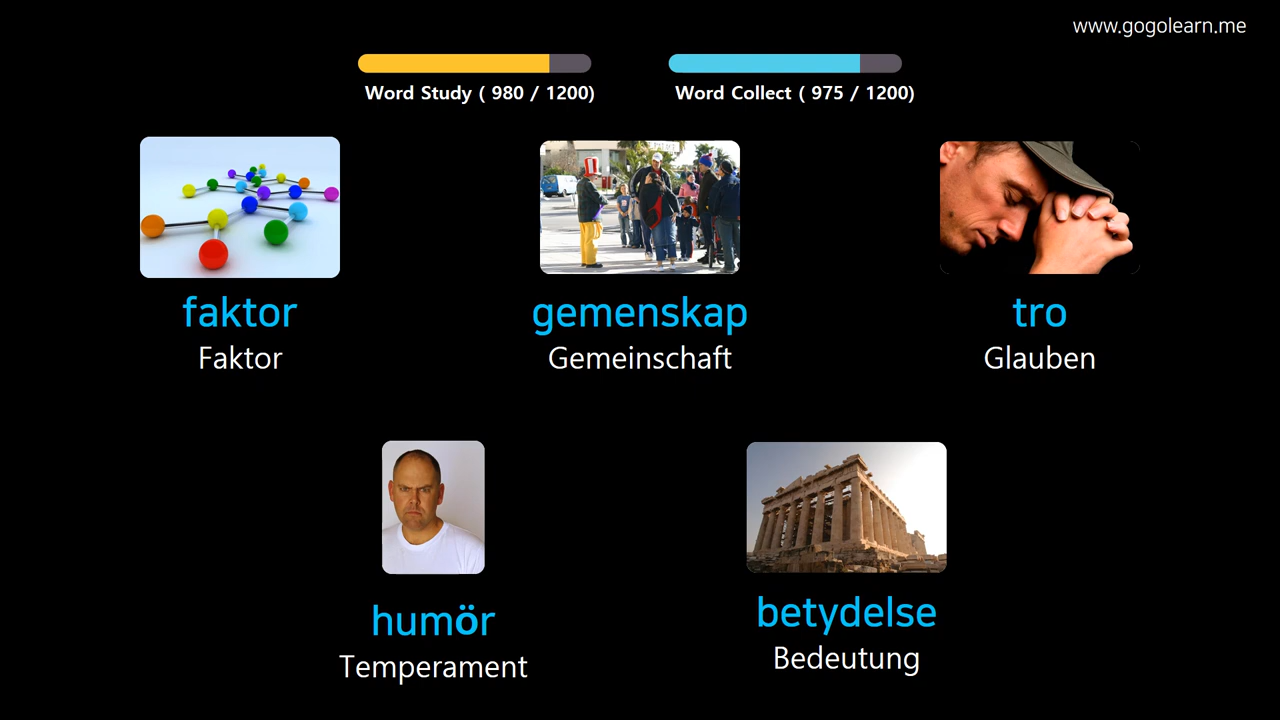 www.gogolearn.me
Word Study ( 980 / 1200)
Word Collect ( 975 / 1200)
faktor
Faktor
gemenskap
Gemeinschaft
tro
Glauben
humör
Temperament
betydelse
Bedeutung